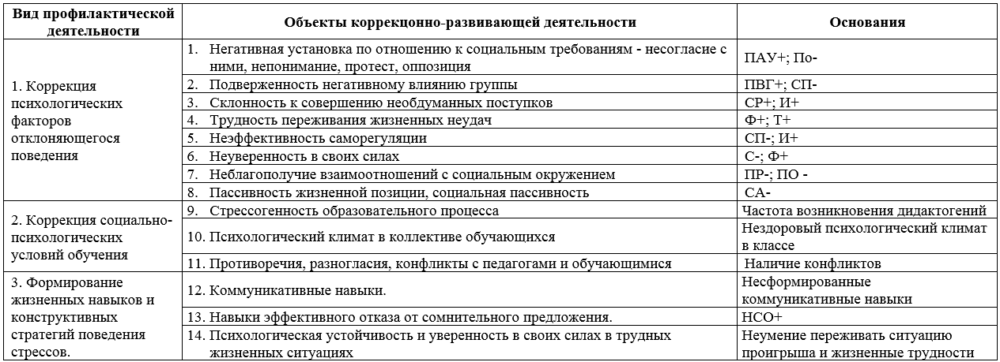 Вид профилактической деятельности
Объекты коррекцонно-развивающей деятельности
Основания
1. Коррекция
психологических
факторов
отклоняющегося
поведения
1. Негативная установка по отношению к социальным требованиям - несогласие с
ними, непонимание, протест, оппозиция
ПАУ+; По-
2. Подверженность негативному влиянию группы
ПВГ+; СП-
3. Склонность к совершению необдуманных поступков
СР+; И+
4. Трудность переживания жизненных неудач
Ф+; Т+
5. Неэффективность саморегуляции
СП-; И+
6. Неуверенность в своих силах
С-; Ф+
7. Неблагополучие взаимоотношений с социальным окружением
ПР-; ПО -
8. Пассивность жизненной позиции, социальная пассивность
СА-
2. Коррекция социально-
психологических
условий обучения
9. Стрессогенность образовательного процесса
Частота возникновения дидактогений
10. Психологический климат в коллективе обучающихся
Нездоровый психологический климат
в классе
11. Противоречия, разногласия, конфликты с педагогами и обучающимися
Наличие конфликтов
3. Формирование
жизненных навыков и
конструктивных
стратегий поведения
стрессов.
12. Коммуникативные навыки.
Несформированные
коммуникативные навыки
13. Навыки эффективного отказа от сомнительного предложения.
НСО+
14. Психологическая устойчивость и уверенность в своих силах в трудных
жизненных ситуациях
Неумение переживать ситуацию
проигрыша и жизненные трудности